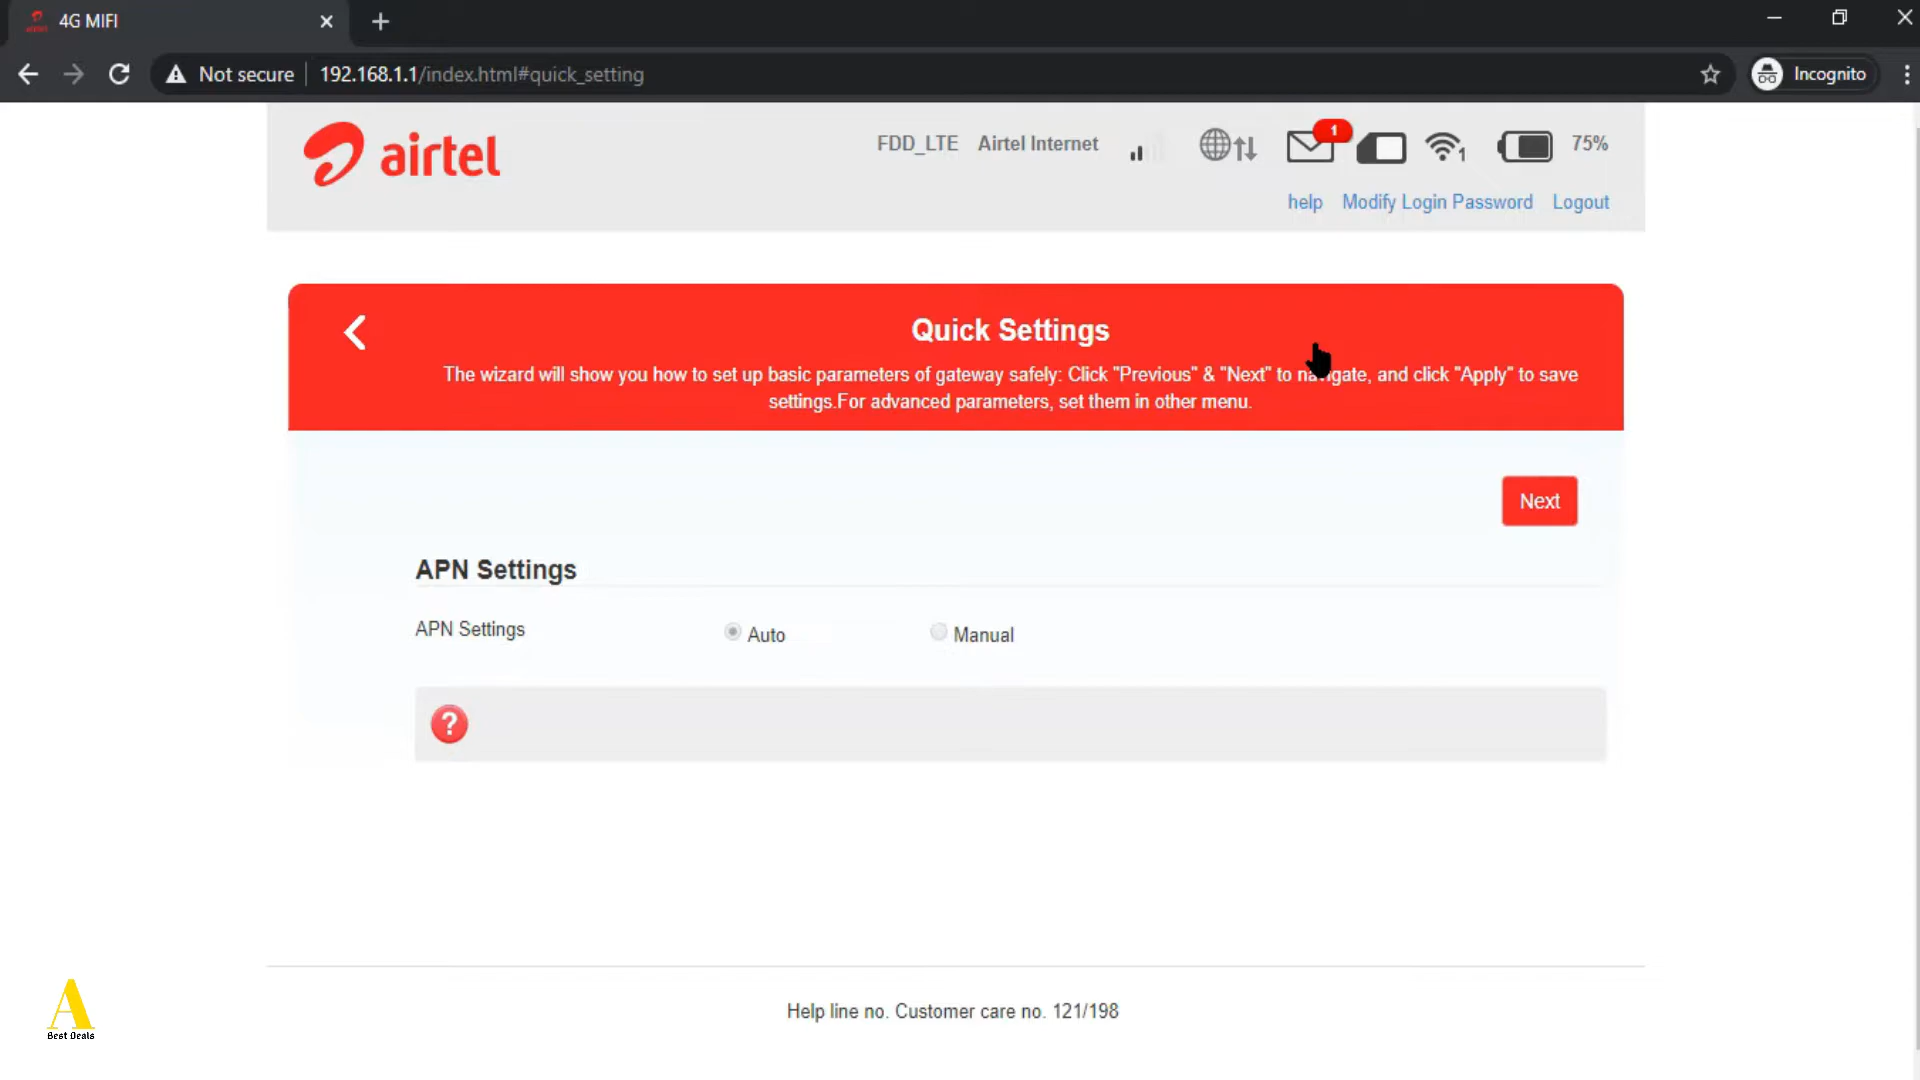 4G MIFI
Not secure
192.168.1.1/index.html#quick_setting
Incognito
airtel
FDD_LTE Airtel Internet
1
1
75%
help Modify Login Password Logout
Quick Settings
The wizard will show you how to set up basic parameters of gateway safely: Click "Previous" & "Next" to navigate, and click "Apply" to save
settings.For advanced parameters, set them in other menu.
Next
APN Settings
APN Settings Auto Manual
?
A
Best Deals
Help line no. Customer care no. 121/198